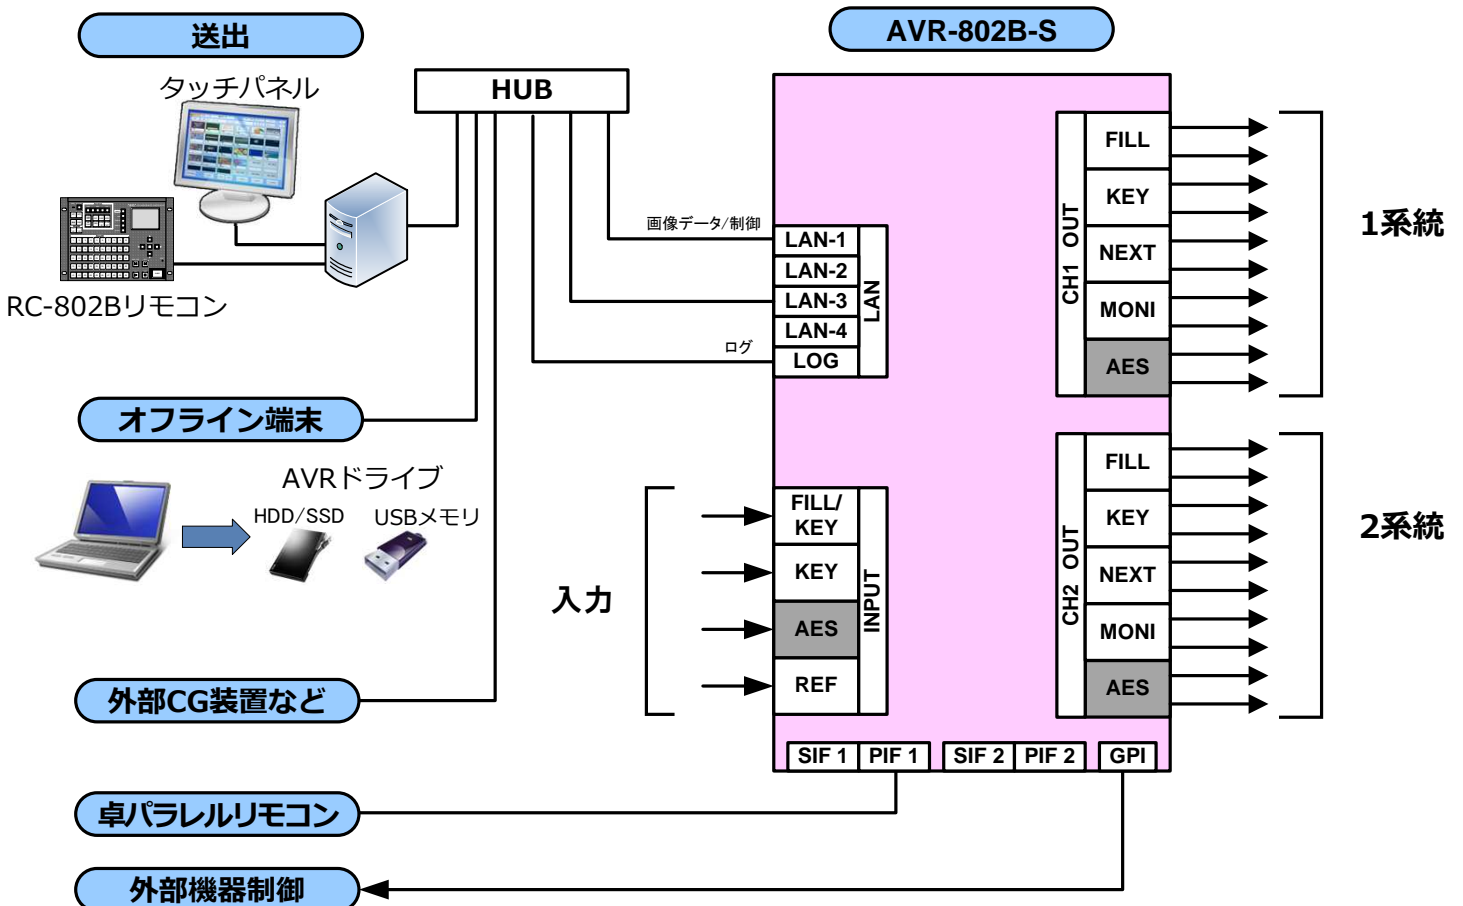 送出
AVR-802B-S
タッチパネル
HUB
RC-802Bリモコン
画像データ/制御
ログ
LAN-1
LAN-2
LAN-3
LAN-4
LOG
LAN
CH1 OUT
FILL
KEY
NEXT
MONI
AES
1系統
オフライン端末
AVRドライブ
HDD/SSD
USBメモリ
入力
FILL/
KEY
KEY
AES
REF
INPUT
CH2 OUT
FILL
KEY
NEXT
MONI
AES
2系統
外部CG装置など
SIF 1
PIF 1
SIF 2
PIF 2
GPI
卓パラレルリモコン
外部機器制御